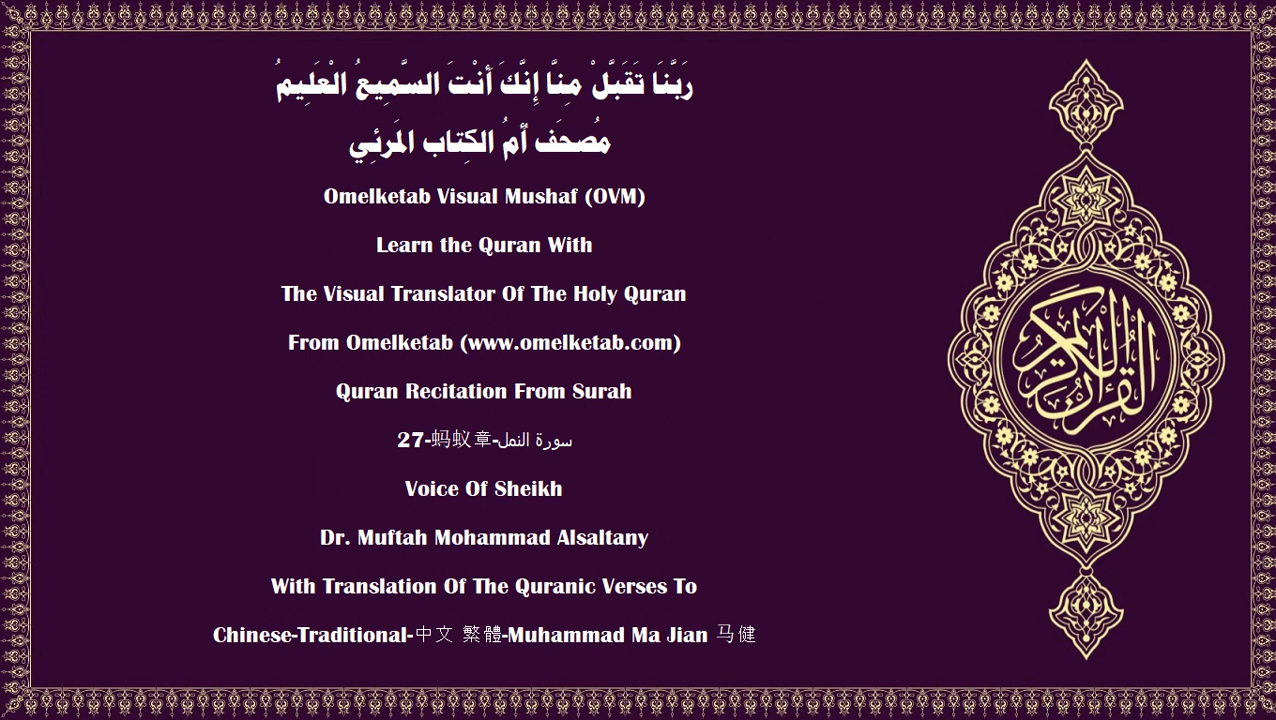 رَبَّنَا تَقَبَّلْ مِنَّا إِنَّكَ أَنْتَ السَّمِيعُ الْعَلِيمُ
مُصحَف أمُ الكِتاب المَرئِي
Omelketab Visual Mushaf (OVM)
Learn the Quran With
The Visual Translator Of The Holy Quran
From Omelketab (www.omelketab.com)
Quran Recitation From Surah
27-蚂蚁章-سورة النمل
Voice Of Sheikh
Dr. Muftah Mohammad Alsaltany
With Translation Of The Quranic Verses To
Chinese-Traditional-中文 繁體-Muhammad Ma Jian 马健
القرآن الكريم